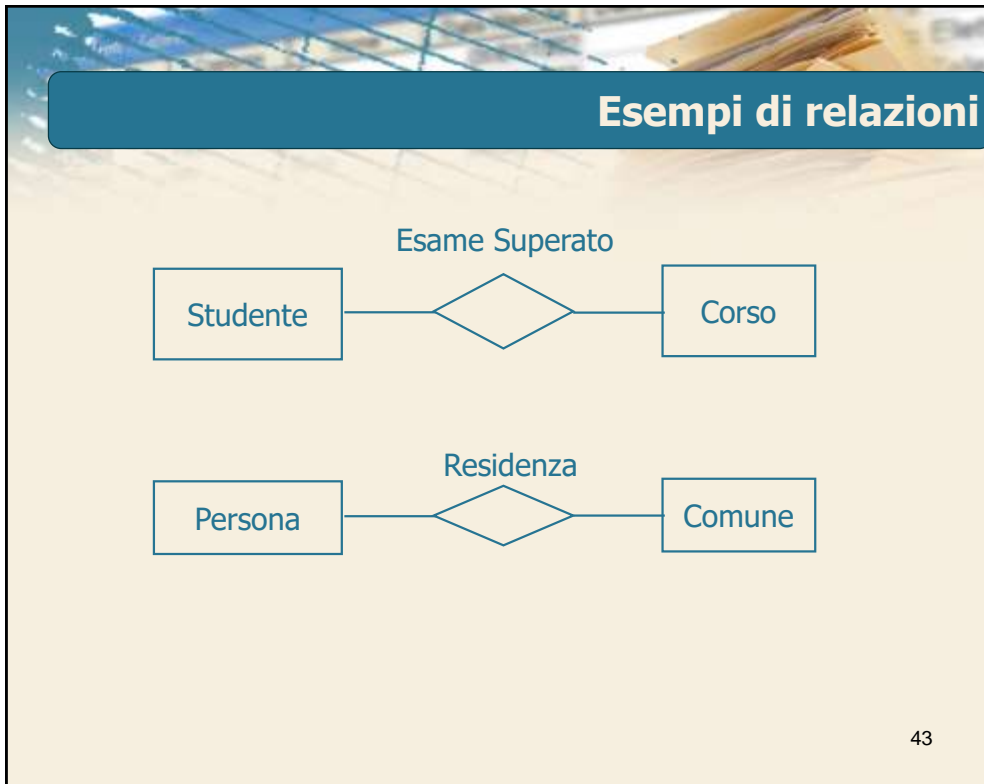 Esempi di relazioni
Esame Superato
Studente
Corso
Residenza
Persona
Comune
43